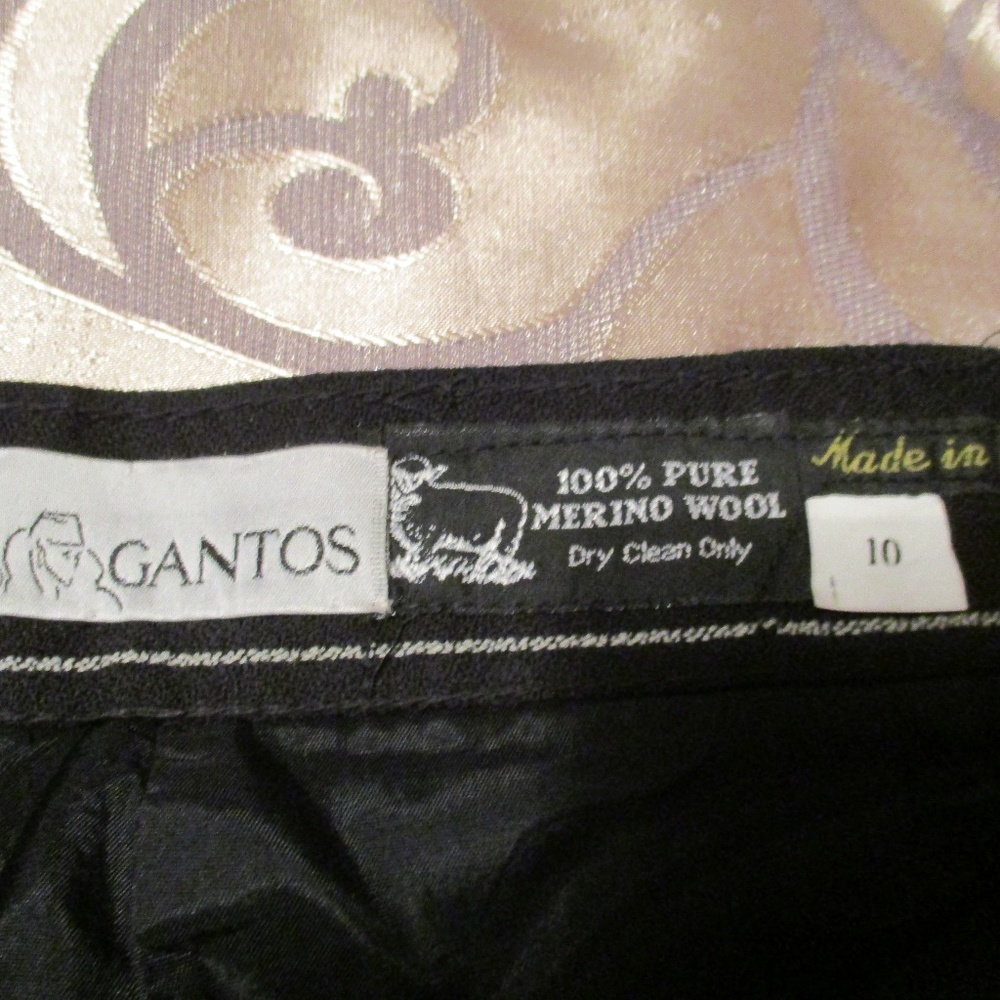 GANTOS
100% PURE
MERINO WOOL
Dry Clean Only
Made in
10